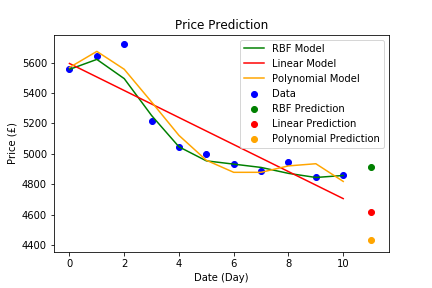 Price Prediction
RBF Model
Linear Model
Polynomial Model
Data
RBF Prediction
Linear Prediction
Polynomial Prediction
5600
5400
5200
5000
4800
4600
4400
Price (£)
0 2 4 6 8 10
Date (Day)